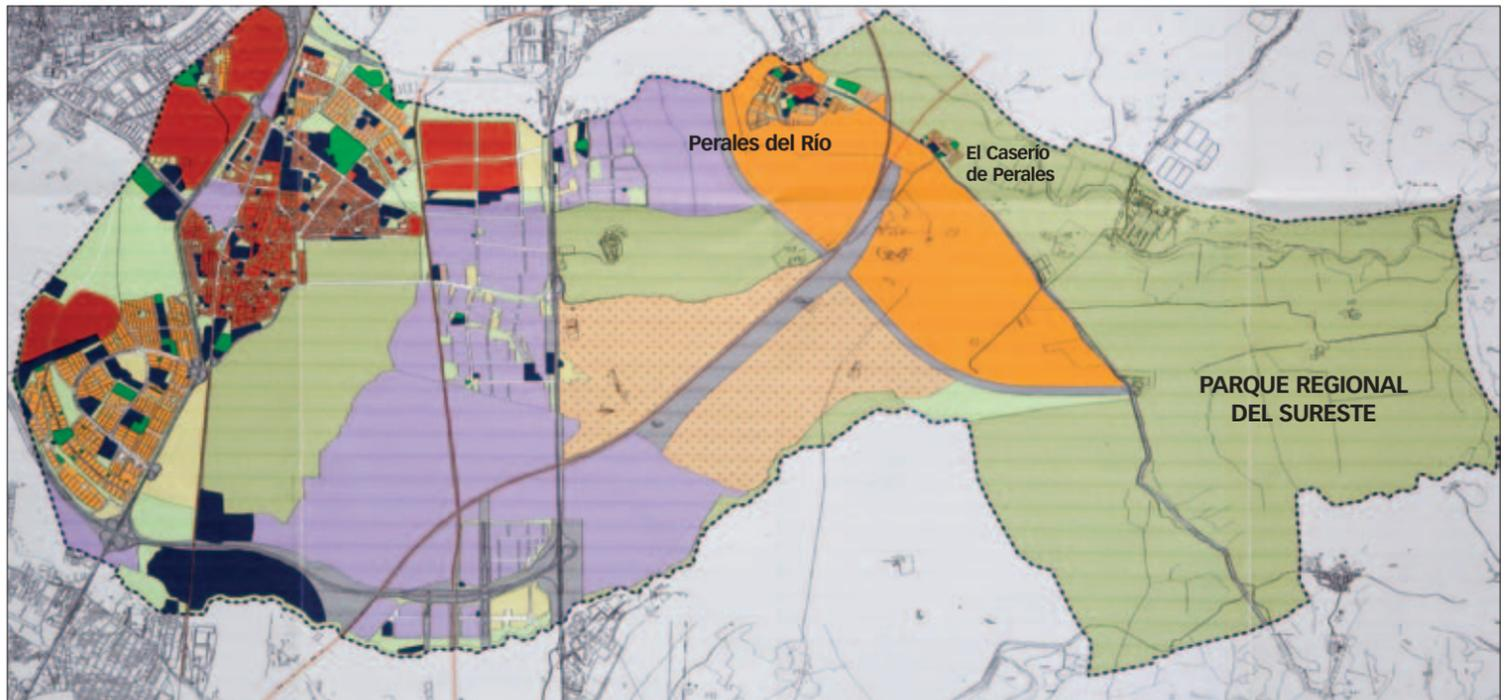 Perales del Río
El Caserío
de Perales
PARQUE REGIONAL
DEL SURESTE